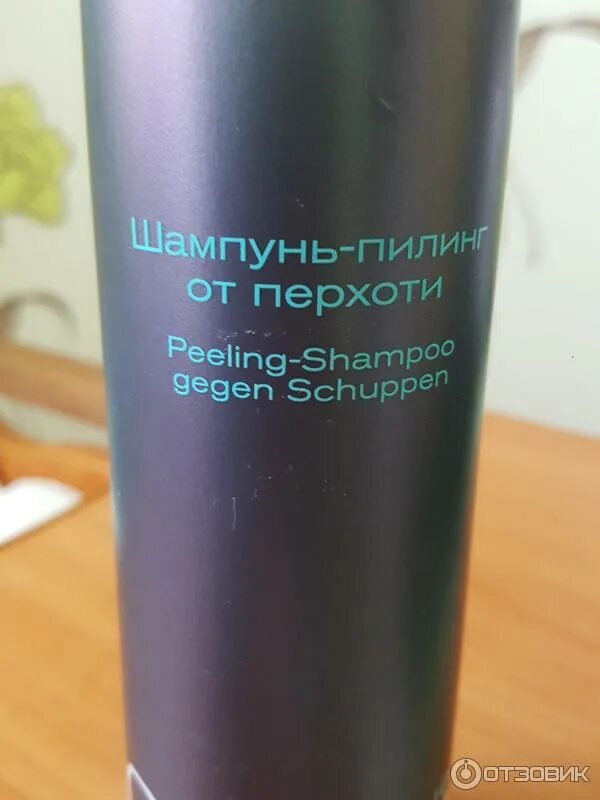 Шампунь-пилинг
от перхоти
Peeling-Shampoo
gegen Schuppen
ОТЗОВИК